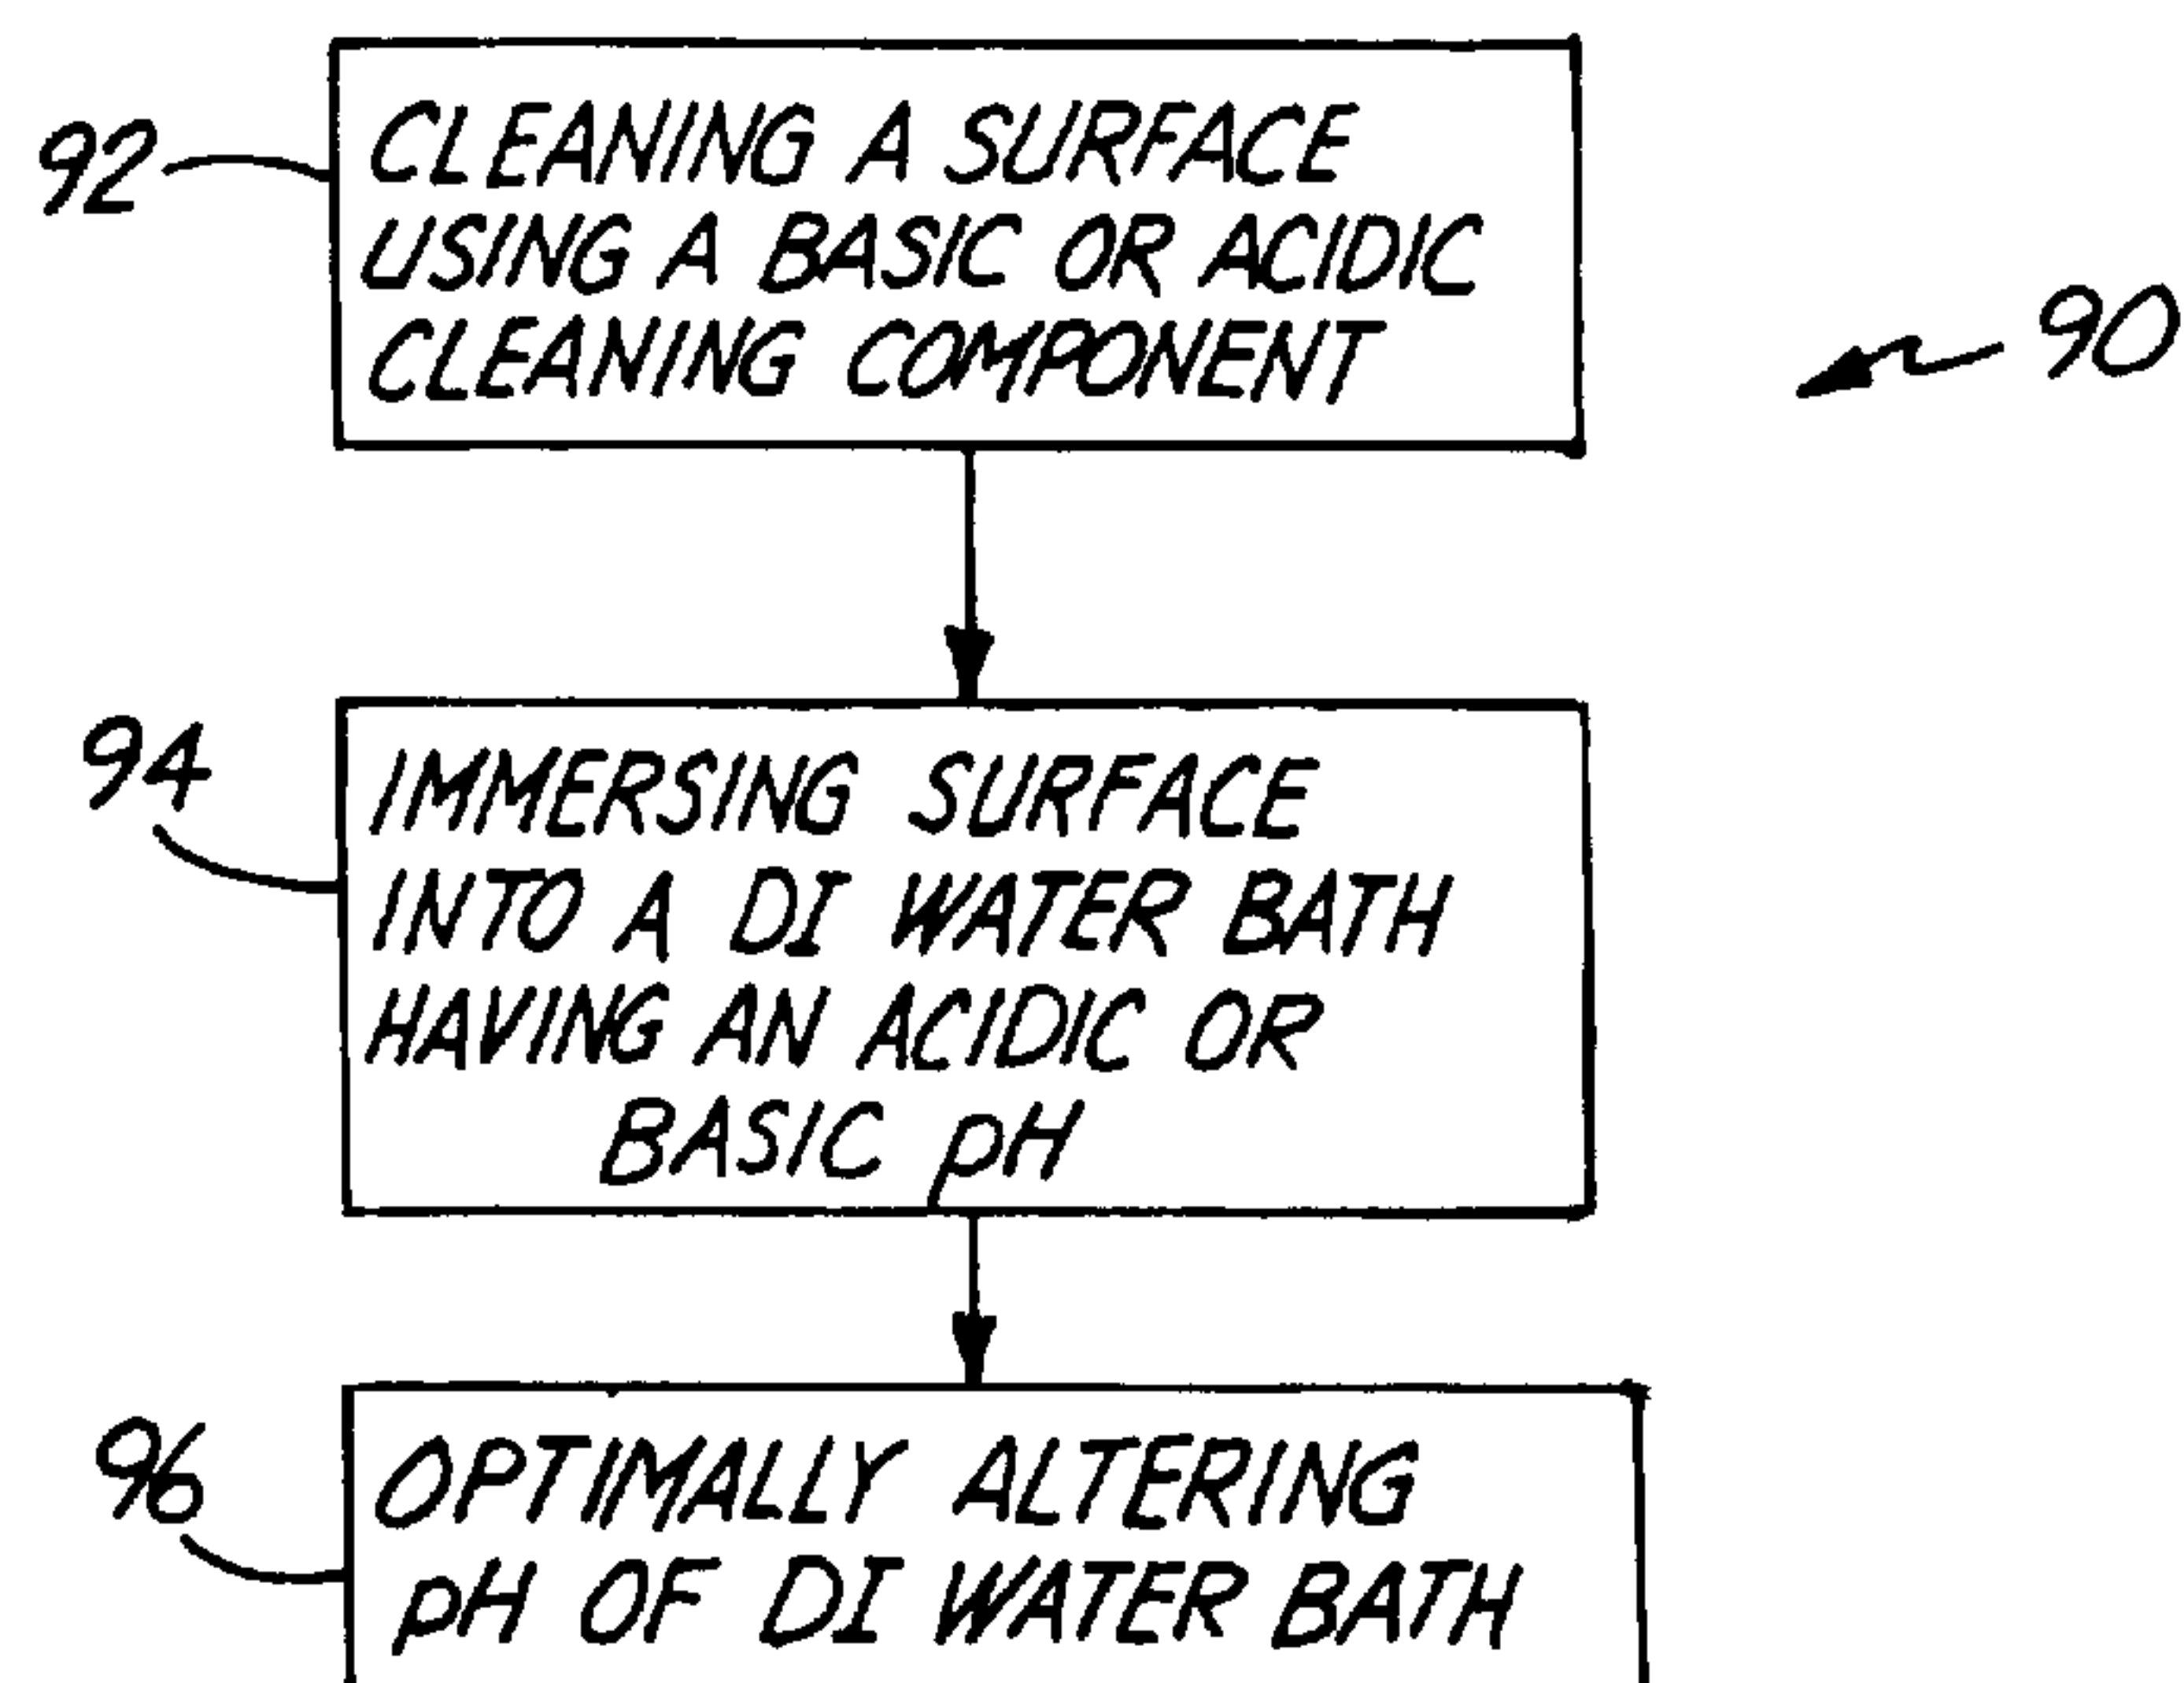 92
CLEANING A SURFACE
USING A BASIC OR ACIDIC
CLEANING COMPONENT
90
94
IMMERSING SURFACE
INTO A DI WATER BATH
HAVING AN ACIDIC OR
BASIC pH
96
OPTIMALLY ALTERING
pH OF DI WATER BATH